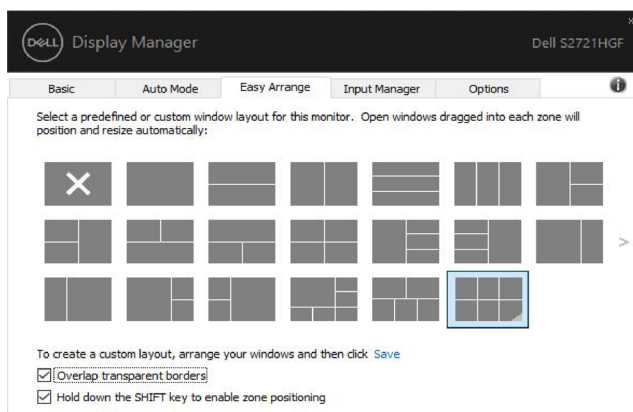 DELL Display Manager
Dell S2721HGF
Basic Auto Mode Easy Arrange Input Manager Options
Select a predefined or custom window layout for this monitor. Open windows dragged into each zone will
position and resize automatically:
To create a custom layout, arrange your windows and then click Save
Overlap transparent borders
Hold down the SHIFT key to enable zone positioning